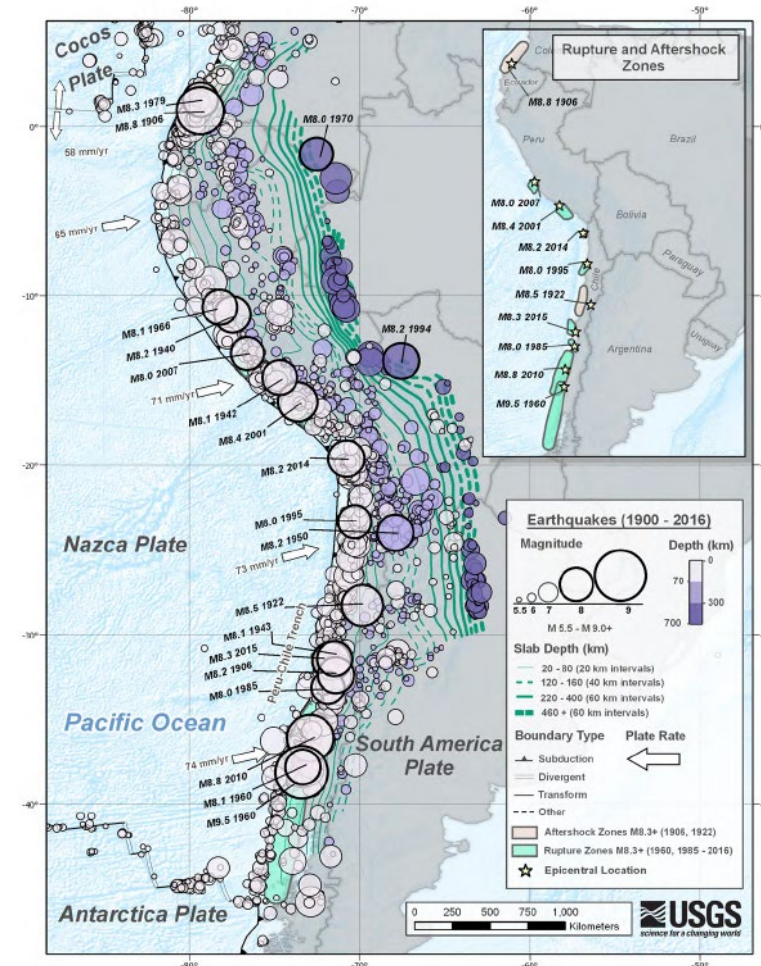 -80°
-70°
-60°
-50°
Cocos
Plate
M8.3 1979
M8.8 1906
0°
58 mm/yr
M8.0 1970
65 mm/yr
-10°
M8.1 1966
M8.2 1940
M8.0 2007
71 mm/yr
M8.1 1942
M8.4 2001
M8.2 1994
-20°
M8.2 2014
Nazca Plate
M8.0 1995
M8.2 1950
73 mm/yr
M8.5 1922
-30°
M8.1 1943
M8.3 2015
M8.2 1906
M8.0 1985
Peru-Chile Trench
Pacific Ocean
74 mm/yr
M8.8 2010
M8.1 1960
M9.5 1960
South America
Plate
-40°
Antarctica Plate
Rupture and Aftershock
Zones
Ecuador
M8.8 1906
Peru
Brazil
M8.0 2007
M8.4 2001
Bolivia
M8.2 2014
M8.0 1995
Paraguay
Chile
M8.5 1922
M8.3 2015
Uruguay
M8.0 1985
Argentina
M8.8 2010
M9.5 1960
Earthquakes (1900 - 2016)
Magnitude
Depth (km)
0
70
300
700
5.5 6 7 8 9
M 5.5 - M 9.0+
Slab Depth (km)
20 - 80 (20 km intervals)
120 - 160 (40 km intervals)
220 - 400 (60 km intervals)
460 + (60 km intervals)
Boundary Type
Plate Rate
Subduction
Divergent
Transform
Other
Aftershock Zones M8.3+ (1906, 1922)
Rupture Zones M8.3+ (1960, 1985 - 2016)
Epicentral Location
0 250 500 750 1,000
Kilometers
USGS
science for a changing world
-80°
-70°
-60°
-50°